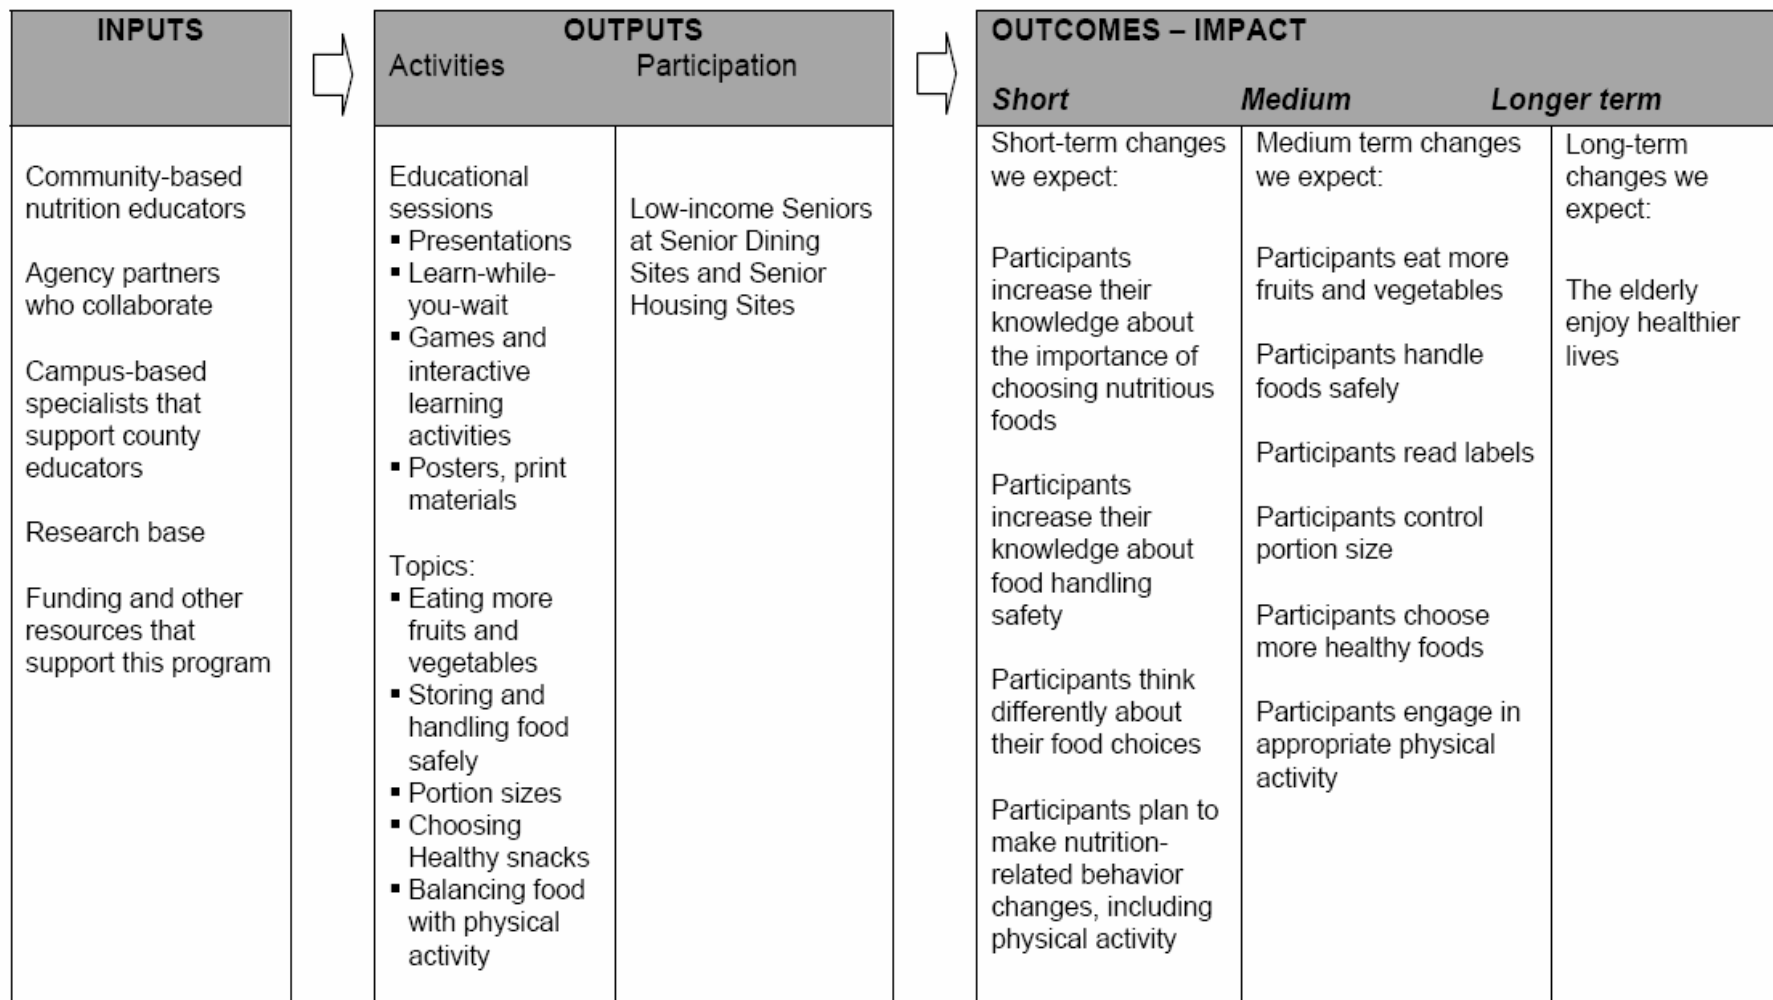 INPUTS
Community-based
nutrition educators
Agency partners
who collaborate
Campus-based
specialists that
support county
educators
Research base
Funding and other
resources that
support this program
OUTPUTS
Activities
Participation
Educational
sessions
▪ Presentations
▪ Learn-while-
you-wait
▪ Games and
interactive
learning
activities
▪ Posters, print
materials
Topics:
▪ Eating more
fruits and
vegetables
▪ Storing and
handling food
safely
▪ Portion sizes
▪ Choosing
Healthy snacks
▪ Balancing food
with physical
activity
Low-income Seniors
at Senior Dining
Sites and Senior
Housing Sites
OUTCOMES – IMPACT
Short
Medium
Longer term
Short-term changes
we expect:
Participants
increase their
knowledge about
the importance of
choosing nutritious
foods
Participants
increase their
knowledge about
food handling
safety
Participants think
differently about
their food choices
Participants plan to
make nutrition-
related behavior
changes, including
physical activity
Medium term changes
we expect:
Participants eat more
fruits and vegetables
Participants handle
foods safely
Participants read labels
Participants control
portion size
Participants choose
more healthy foods
Participants engage in
appropriate physical
activity
Long-term
changes we
expect:
The elderly
enjoy healthier
lives